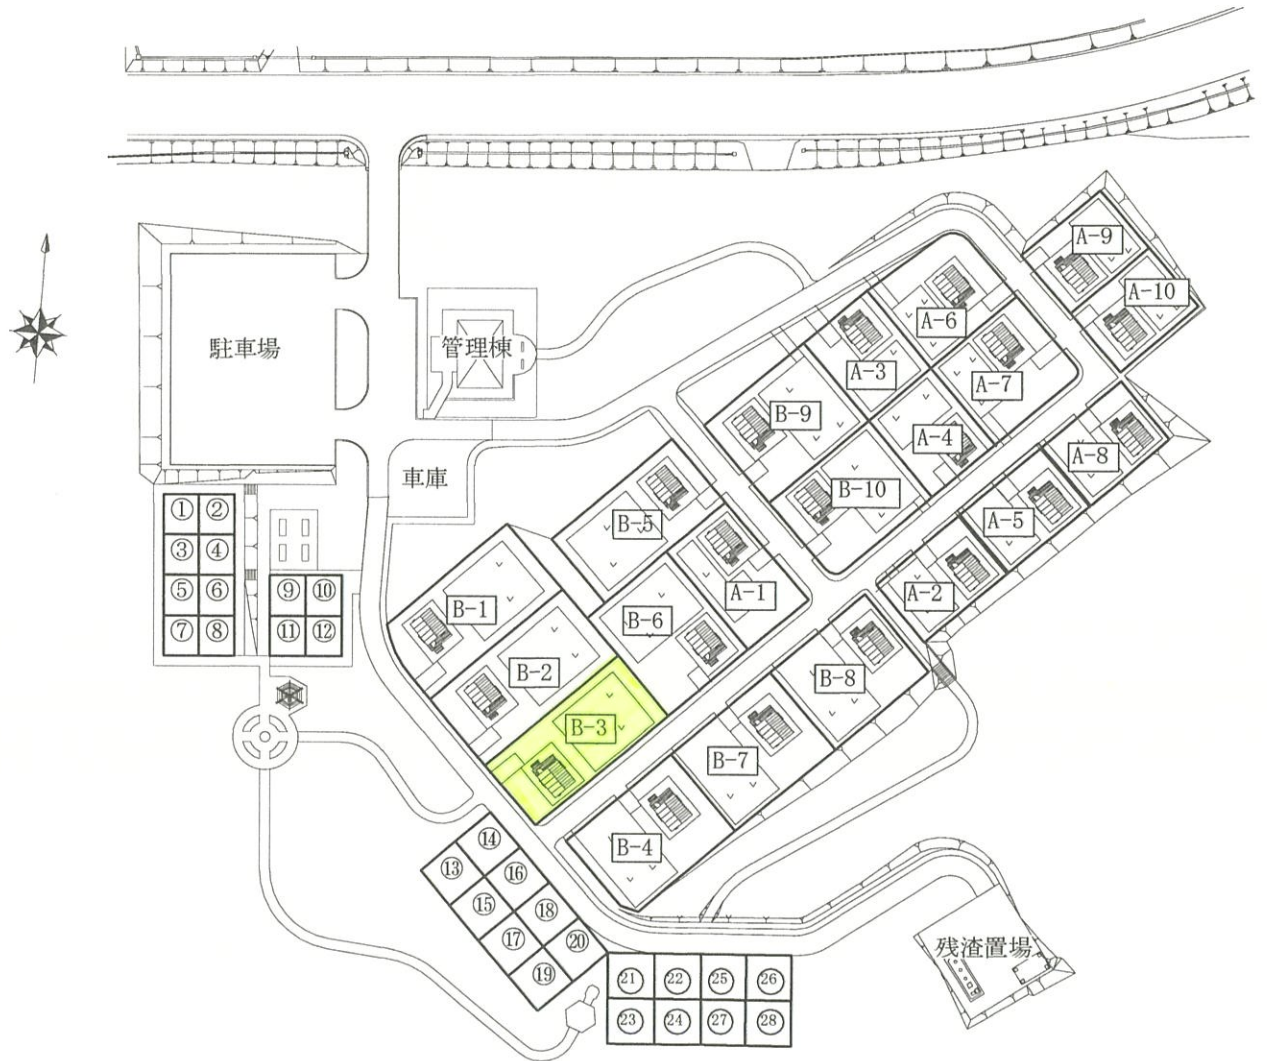 駐車場
管理棟
車庫
A-9
A-10
A-6
A-3
A-7
B-9
A-4
B-10
A-8
A-5
A-2
B-5
A-1
B-1
B-6
B-2
B-8
B-3
B-7
B-4
① ②
③ ④
⑤ ⑥
⑦ ⑧
⑨ ⑩
⑪ ⑫
⑭
⑬ ⑯
⑮ ⑱
⑰ ⑳
⑲
㉑ ㉒ ㉕ ㉖
㉓ ㉔ ㉗ ㉘
残渣置場